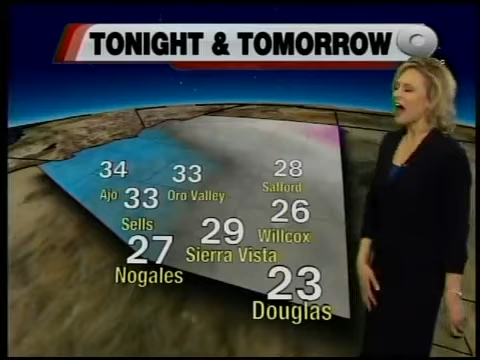 TONIGHT & TOMORROW
34
Ajo
33
Oro Valley
28
Safford
33
Sells
26
Willcox
29
Sierra Vista
27
Nogales
23
Douglas